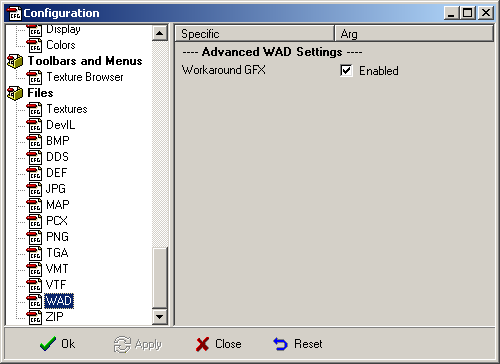 Configuration
Display
Colors
Toolbars and Menus
Texture Browser
Files
Textures
DevIL
BMP
DDS
DEF
JPG
MAP
PCX
PNG
TGA
VMT
VTF
WAD
ZIP
Specific Arg
---- Advanced WAD Settings ----
Workaround GFX Enabled
Ok Apply Close Reset